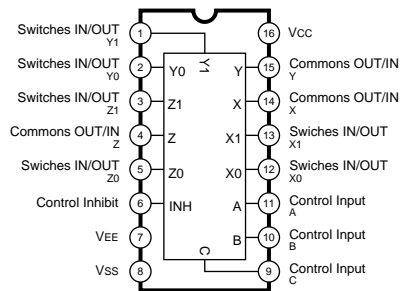 Switches IN/OUT
Y1
Switches IN/OUT
Y0
Switches IN/OUT
Z1
Commons OUT/IN
Z
Swiches IN/OUT
Z0
Control Inhibit
VEE
VSS
1
2
3
4
5
6
7
8
Y0
Z1
Z
Z0
INH
Y1
C
Y
X
X1
X0
A
B
16
15
14
13
12
11
10
9
VCC
Commons OUT/IN
Y
Commons OUT/IN
X
Swiches IN/OUT
X1
Swiches IN/OUT
X0
Control Input
A
Control Input
B
Control Input
C